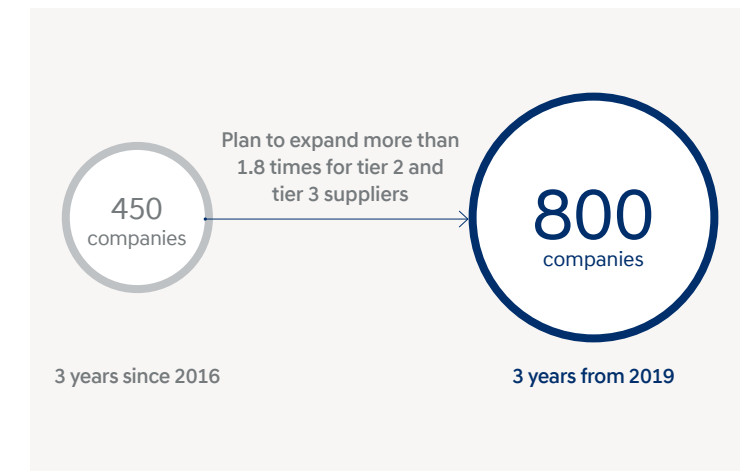 Plan to expand more than
1.8 times for tier 2 and
tier 3 suppliers
450
companies
800
companies
3 years since 2016
3 years from 2019